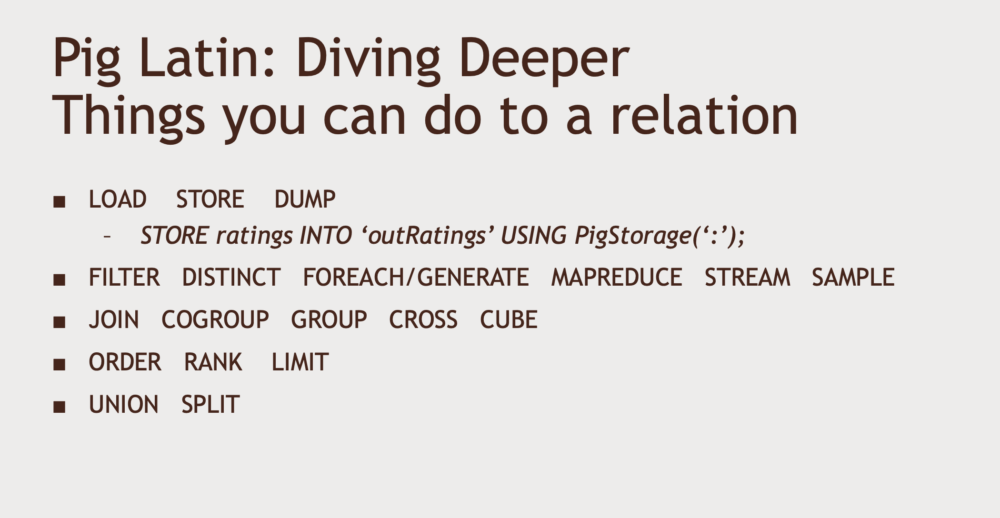 Pig Latin: Diving Deeper
Things you can do to a relation
■ LOAD STORE DUMP
– STORE ratings INTO ‘outRatings’ USING PigStorage(‘:’);
■ FILTER DISTINCT FOREACH/GENERATE MAPREDUCE STREAM SAMPLE
■ JOIN COGROUP GROUP CROSS CUBE
■ ORDER RANK LIMIT
■ UNION SPLIT